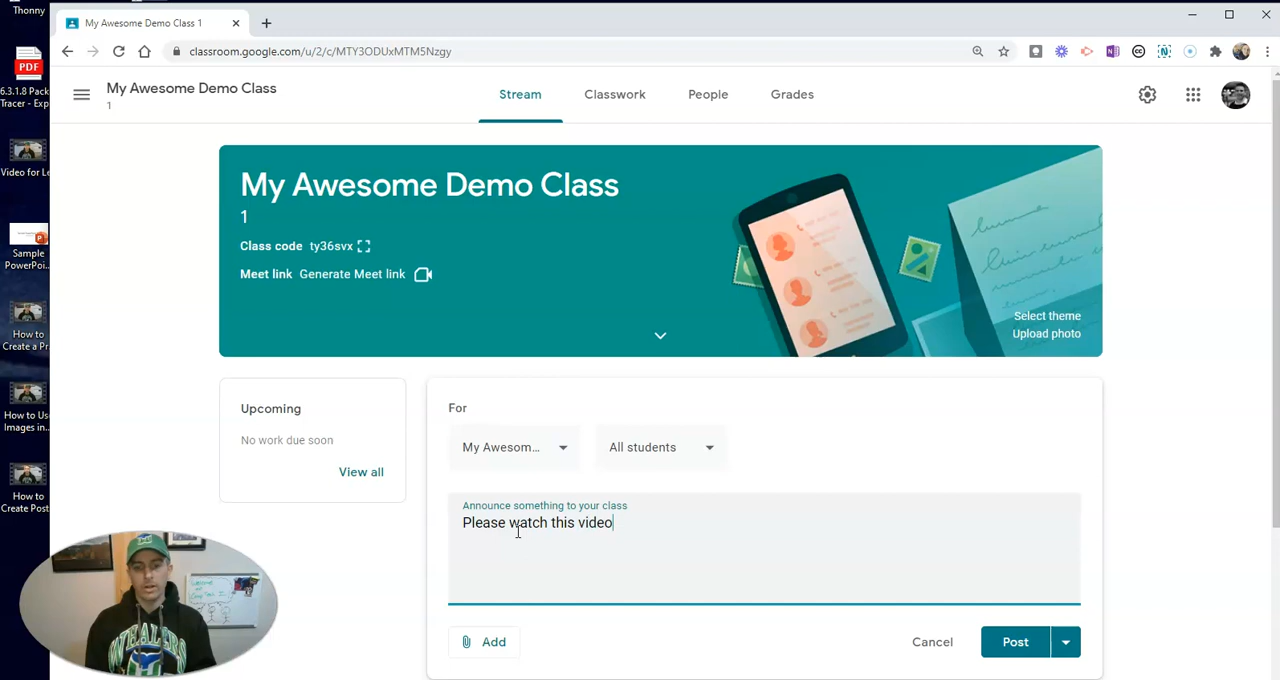 Thonny
My Awesome Demo Class 1
classroom.google.com/u/2/c/MTY3ODUxMTM5Nzgy
PDF
6.3.1.8 Pack
Tracer - Exp
My Awesome Demo Class
1
Stream
Classwork
People
Grades
Video for Le
My Awesome Demo Class
1
Class code ty36svx
Meet link Generate Meet link
Select theme
Upload photo
Sample
PowerPoi...
How to
Create a Pr
How to Us
Images in...
How to
Create Post
Upcoming
No work due soon
View all
For
My Awesom...
All students
Announce something to your class
Please watch this video
Add
Cancel
Post
WHALERS